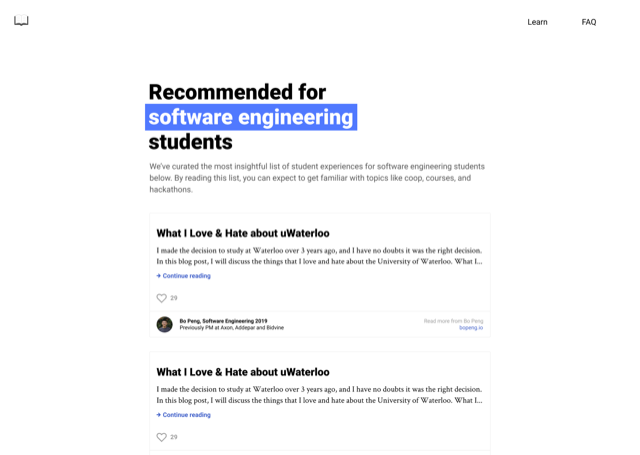 Learn FAQ
Recommended for
software engineering
students
We've curated the most insightful list of student experiences for software engineering students
below. By reading this list, you can expect to get familiar with topics like coop, courses, and
hackathons.
What I Love & Hate about uWaterloo
I made the decision to study at Waterloo over 3 years ago, and I have no doubts it was the right decision.
In this blog post, I will discuss the things that I love and hate about the University of Waterloo. What I...
→ Continue reading
29
Bo Peng, Software Engineering 2019
Previously PM at Axon, Addepar and Bidvine
Read more from Bo Peng
bopeng.io
What I Love & Hate about uWaterloo
I made the decision to study at Waterloo over 3 years ago, and I have no doubts it was the right decision.
In this blog post, I will discuss the things that I love and hate about the University of Waterloo. What I...
→ Continue reading
29